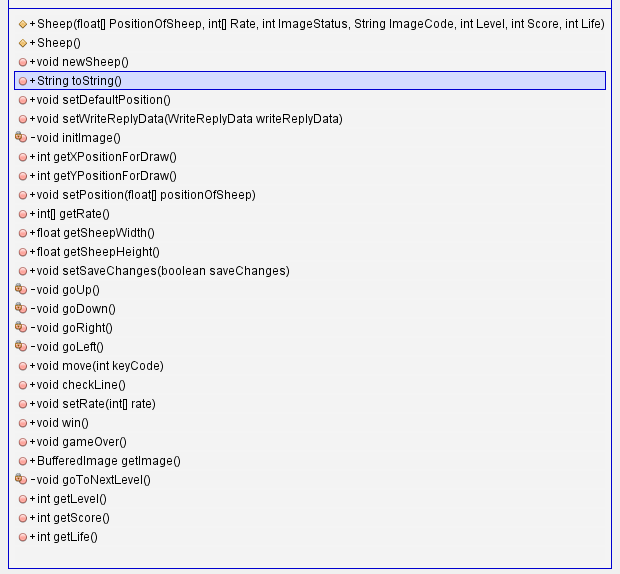 + Sheep(float[] PositionOfSheep, int[] Rate, int ImageStatus, String ImageCode, int Level, int Score, int Life)
+ Sheep()
+void newSheep()
+String toString()
+void setDefaultPosition()
+void setWriteReplyData(WriteReplyData writeReplyData)
-void initImage()
+int getXPositionForDraw()
+int getYPositionForDraw()
+void setPosition(float[] positionOfSheep)
+int[] getRate()
+float getSheepWidth()
+float getSheepHeight()
+void setSaveChanges(boolean saveChanges)
-void goUp()
-void goDown()
-void goRight()
-void goLeft()
+void move(int keyCode)
+void checkLine()
+void setRate(int[] rate)
+void win()
+void gameOver()
+BufferedImage getImage()
-void goToNextLevel()
+int getLevel()
+int getScore()
+int getLife()